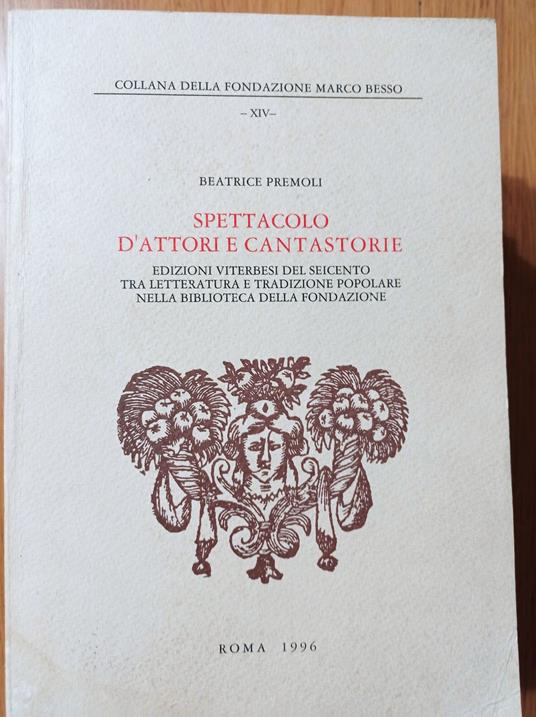 COLLANA DELLA FONDAZIONE MARCO BESSO
– XIV–
BEATRICE PREMOLI
SPETTACOLO
D'ATTORI E CANTASTORIE
EDIZIONI VITERBESI DEL SEICENTO
TRA LETTERATURA E TRADIZIONE POPOLARE
NELLA BIBLIOTECA DELLA FONDAZIONE
ROMA 1996